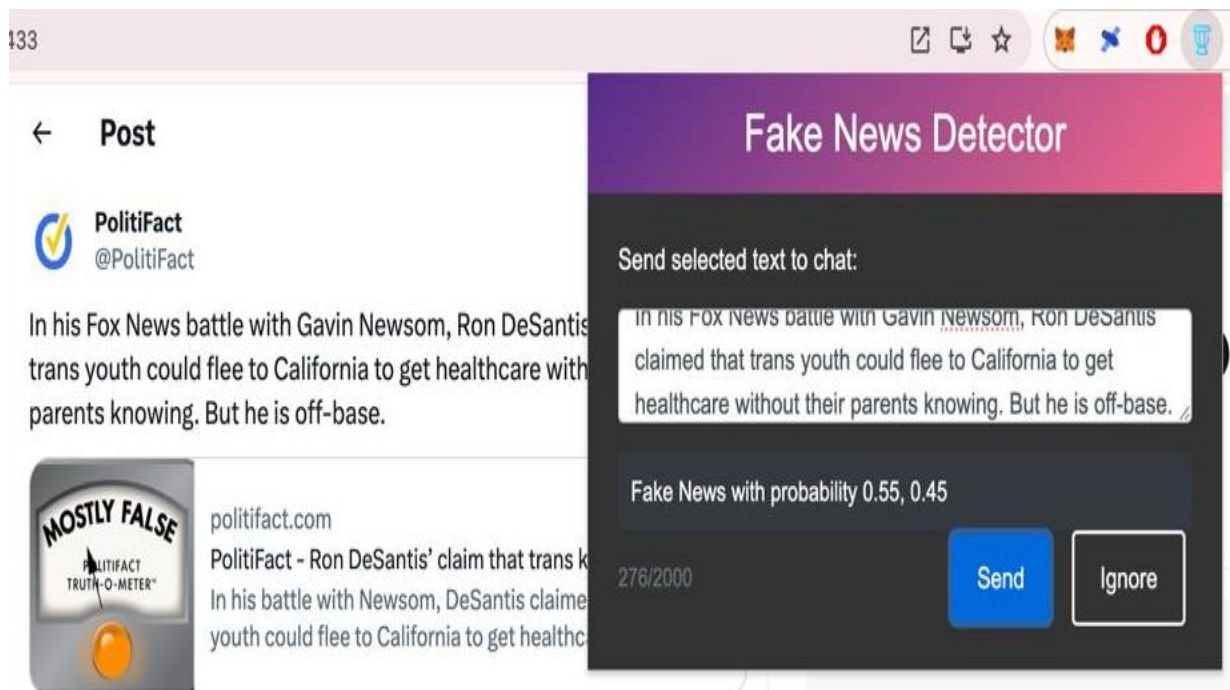 433
Post
PolitiFact
@PolitiFact
In his Fox News battle with Gavin Newsom, Ron DeSantis
trans youth could flee to California to get healthcare with
parents knowing. But he is off-base.
MOSTLY FALSE
POLITIFACT
TRUTH-O-METER™
politifact.com
PolitiFact - Ron DeSantis' claim that trans k
In his battle with Newsom, DeSantis claime
youth could flee to California to get healthc
Fake News Detector
Send selected text to chat:
In his Fox News battle with Gavin Newsom, Ron DeSantis
claimed that trans youth could flee to California to get
healthcare without their parents knowing. But he is off-base.
Fake News with probability 0.55, 0.45
276/2000
Send
Ignore